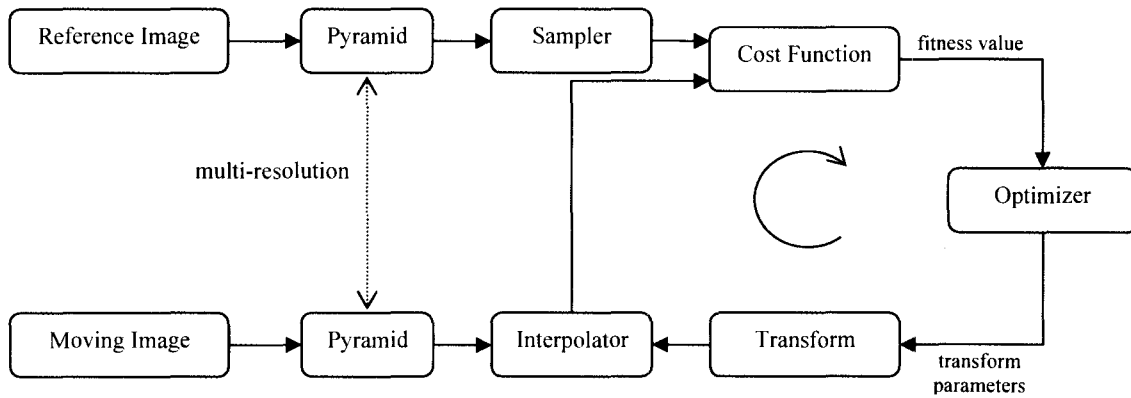 Reference Image
Pyramid
Sampler
Cost Function
fitness value
multi-resolution
Optimizer
Moving Image
Pyramid
Interpolator
Transform
transform
parameters